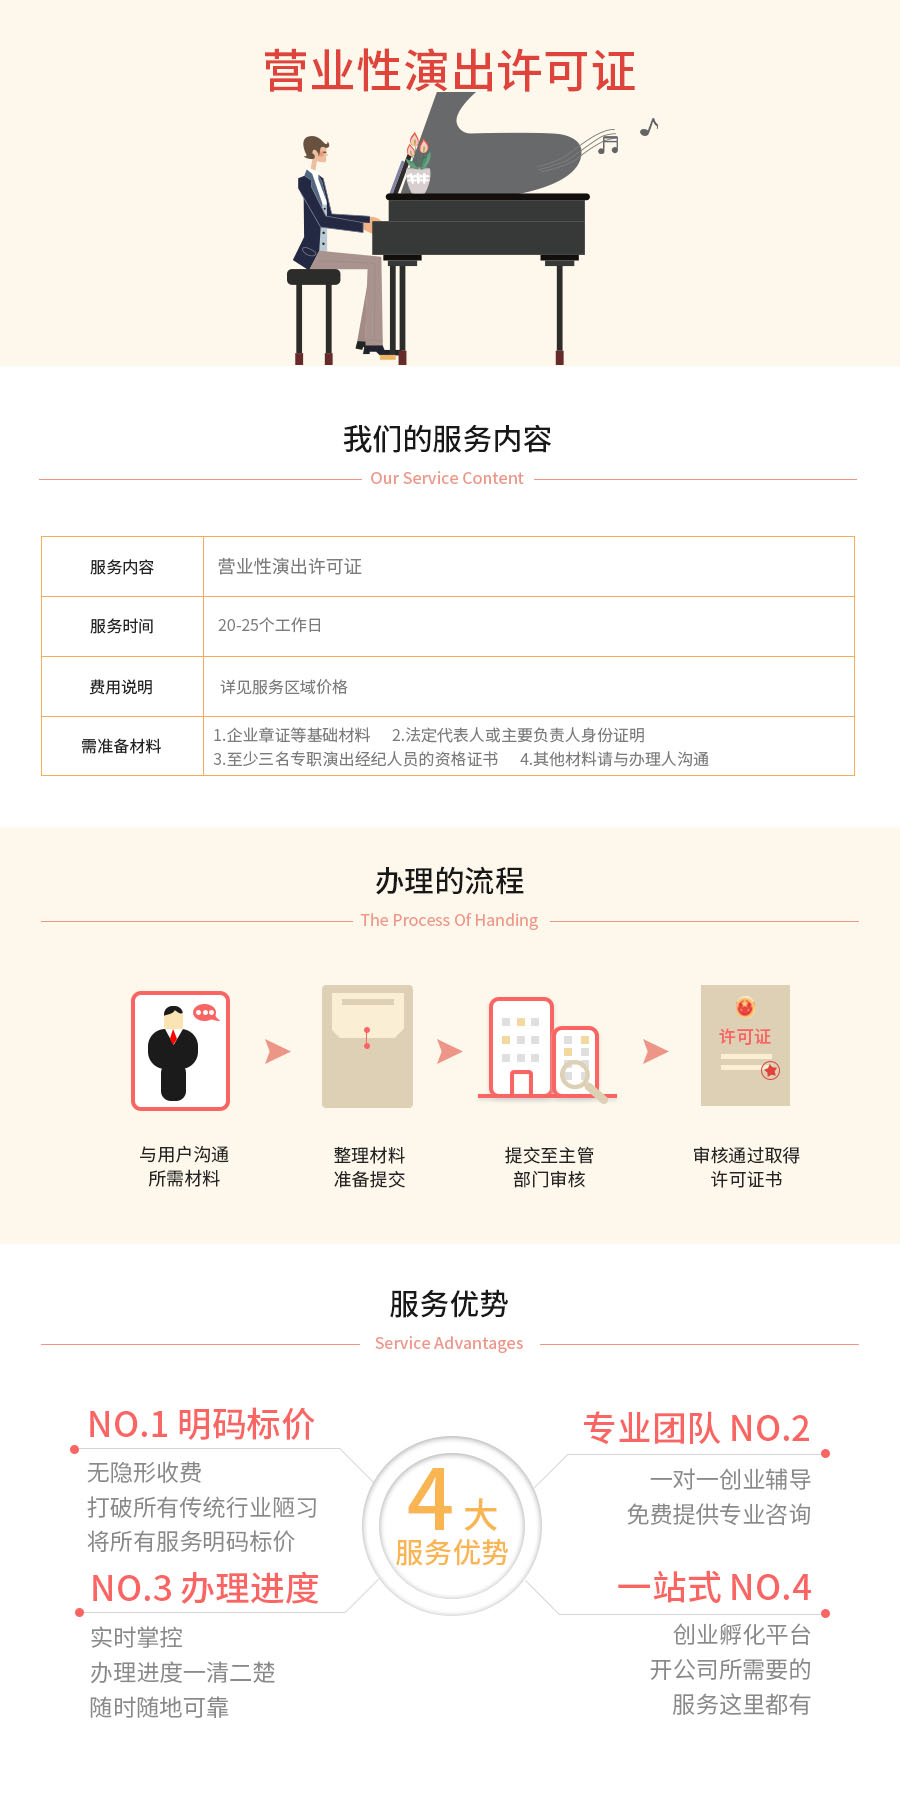 营业性演出许可证
我们的服务内容
Our Service Content
服务内容 营业性演出许可证
服务时间 20-25个工作日
费用说明 详见服务区域价格
需准备材料
1.企业章证等基础材料 2.法定代表人或主要负责人身份证明
3.至少三名专职演出经纪人员的资格证书 4.其他材料请与办理人沟通
办理的流程
The Process Of Handing
许可证
与用户沟通
所需材料
整理材料
准备提交
提交至主管
部门审核
审核通过取得
许可证书
服务优势
Service Advantages
NO.1 明码标价
无隐形收费
打破所有传统行业陋习
将所有服务明码标价
专业团队 NO.2
一对一创业辅导
免费提供专业咨询
4 大
服务优势
NO.3 办理进度
实时掌控
办理进度一清二楚
随时随地可靠
一站式 NO.4
创业孵化平台
开公司所需要的
服务这里都有